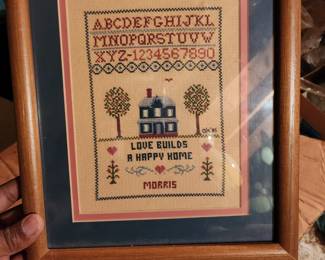 ABCDEFGHIJKL
MNOPQRSTUVW
XYZ-1234567890
LOVE BUILDS
A HAPPY HOME
MORRIS